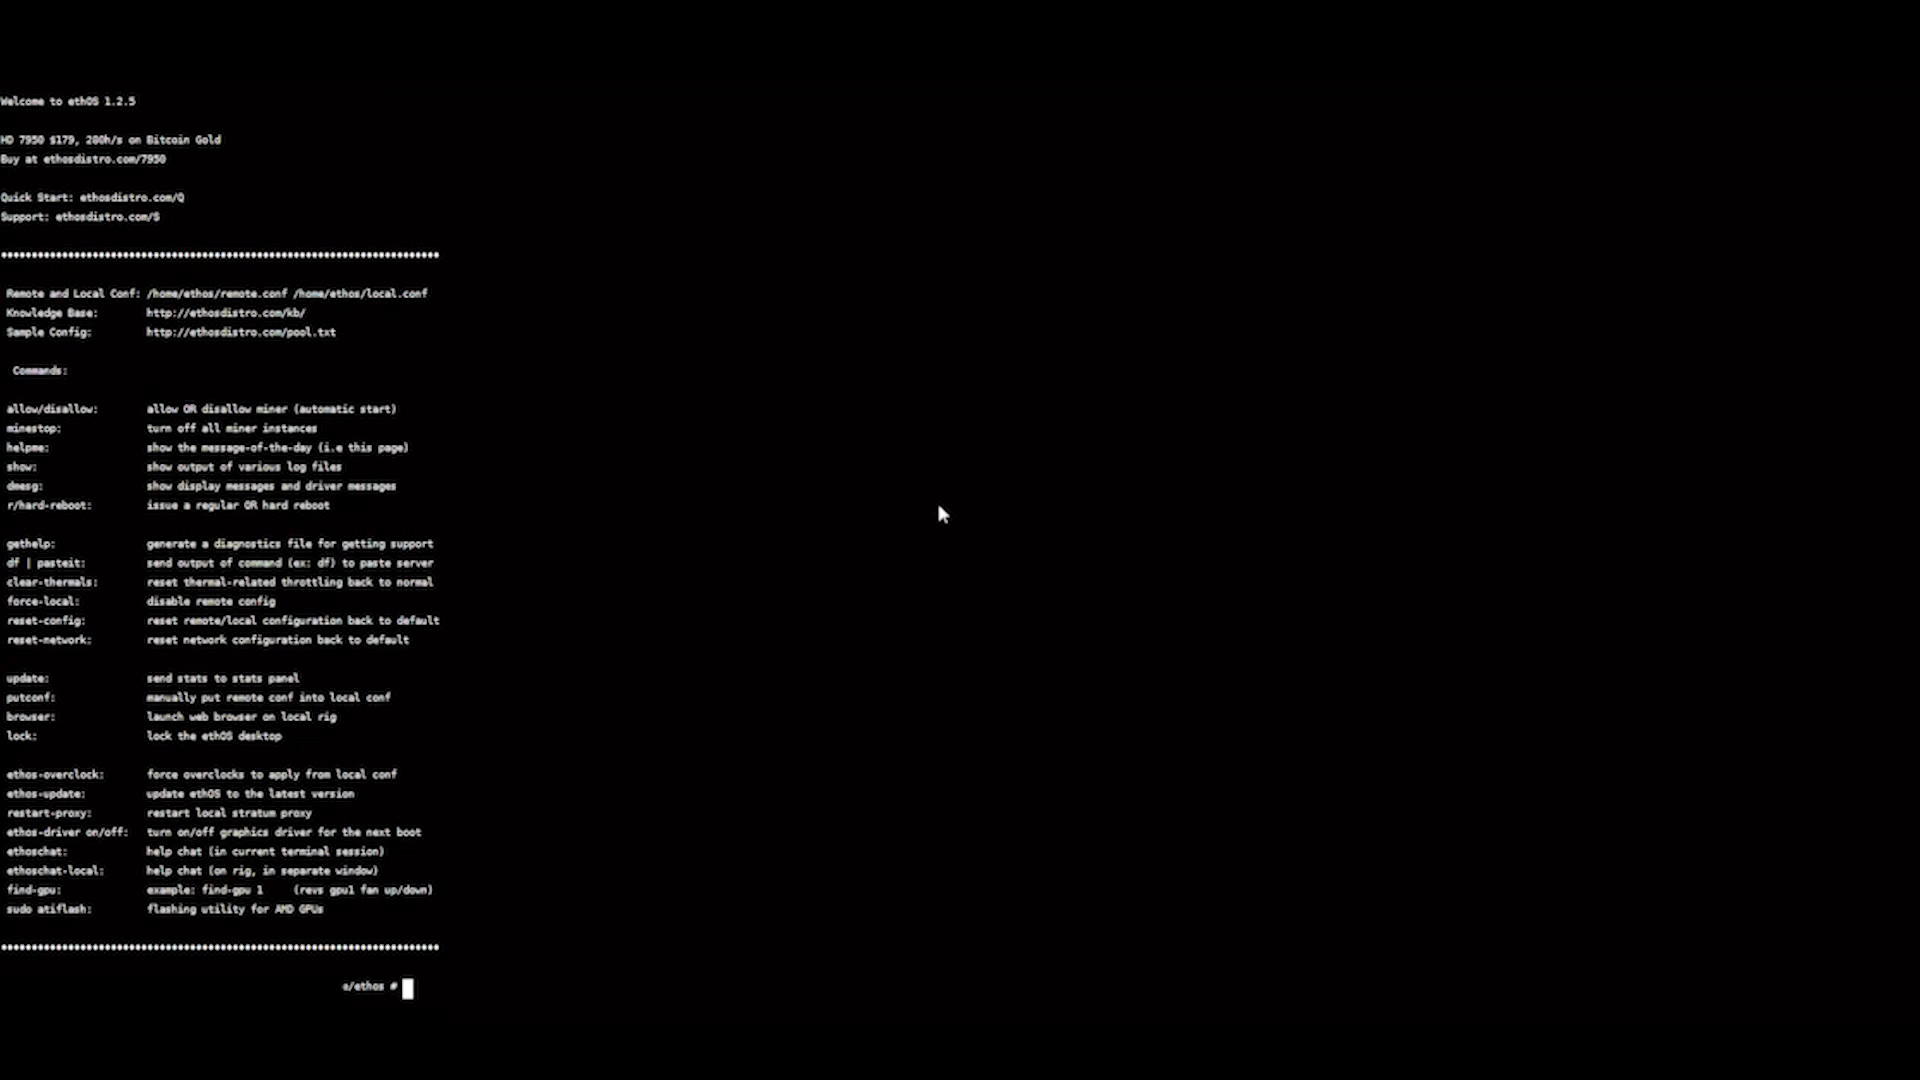 Welcome to ethOS 1.2.5
HD 7950 $179, 280h/s on Bitcoin Gold
Buy at ethosdistro.com/7950
Quick Start: ethosdistro.com/Q
Support: ethosdistro.com/S
Remote and Local Conf: /home/ethos/remote.conf /home/ethos/local.conf
Knowledge Base: http://ethosdistro.com/kb/
Sample Config: http://ethosdistro.com/pool.txt
Commands:
allow/disallow: allow OR disallow miner (automatic start)
minestop: turn off all miner instances
helpme: show the message-of-the-day (i.e this page)
show: show output of various log files
dmesg: show display messages and driver messages
r/hard-reboot: issue a regular OR hard reboot
gethelp: generate a diagnostics file for getting support
df | pasteit: send output of command (ex: df) to paste server
clear-thermals: reset thermal-related throttling back to normal
force-local: disable remote config
reset-config: reset remote/local configuration back to default
reset-network: reset network configuration back to default
update: send stats to stats panel
putconf: manually put remote conf into local conf
browser: launch web browser on local rig
lock: lock the ethOS desktop
ethos-overclock: force overclocks to apply from local conf
ethos-update: update ethOS to the latest version
restart-proxy: restart local stratum proxy
ethos-driver on/off: turn on/off graphics driver for the next boot
ethoschat: help chat (in current terminal session)
ethoschat-local: help chat (on rig, in separate window)
find-gpu: example: find-gpu 1 (revs gpu1 fan up/down)
sudo atiflash: flashing utility for AMD GPUs
e/ethos #